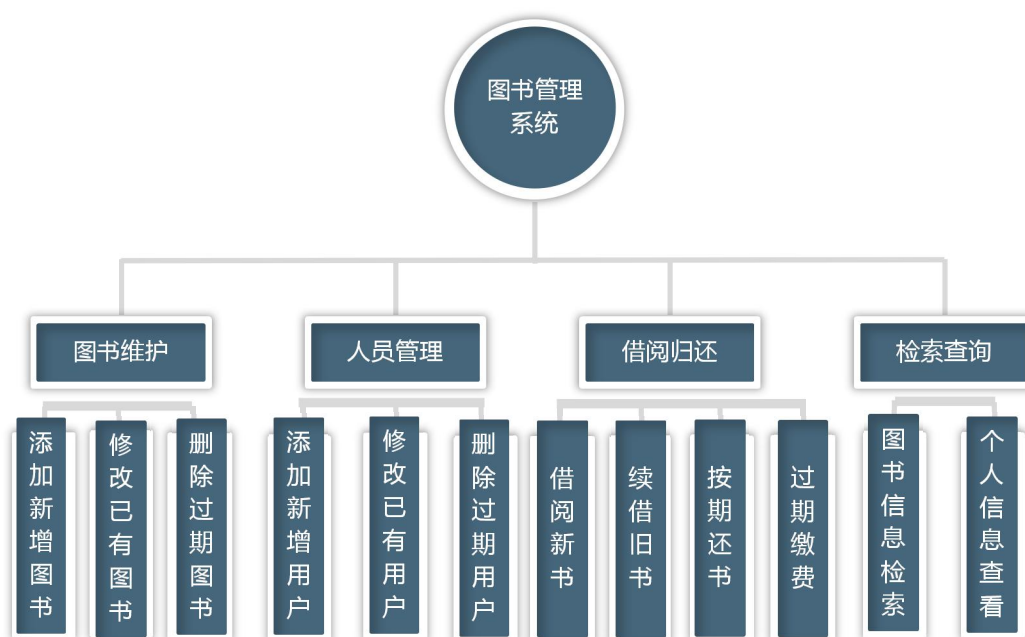 图书管理
系统
图书维护
人员管理
借阅归还
检索查询
添加新增图书
修改已有图书
删除过期图书
添加新增用户
修改已有用户
删除过期用户
借阅新书
续借旧书
按期还书
过期缴费
图书信息检索
个人信息查看